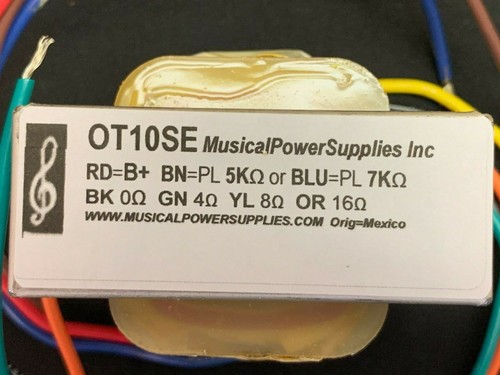 OT10SE MusicalPowerSupplies Inc
RD=B+ BN=PL 5KΩ or BLU=PL 7KΩ
BK 0Ω GN 4Ω YL 8Ω OR 16Ω
WWW.MUSICALPOWERSUPPLIES.COM Orig=Mexico